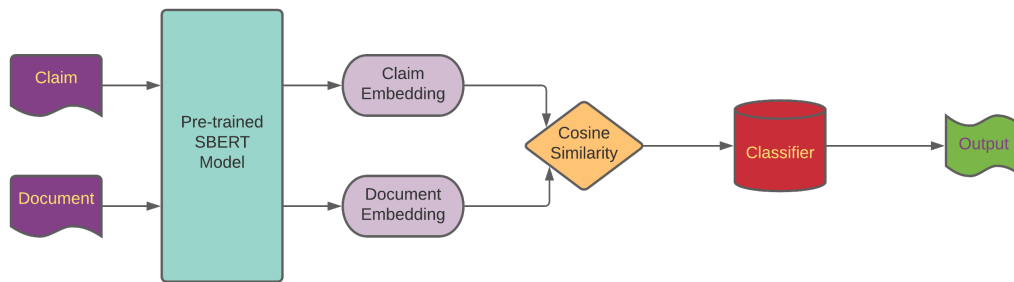 Claim
Document
Pre-trained
SBERT
Model
Claim
Embedding
Document
Embedding
Cosine
Similarity
Classifier
Output